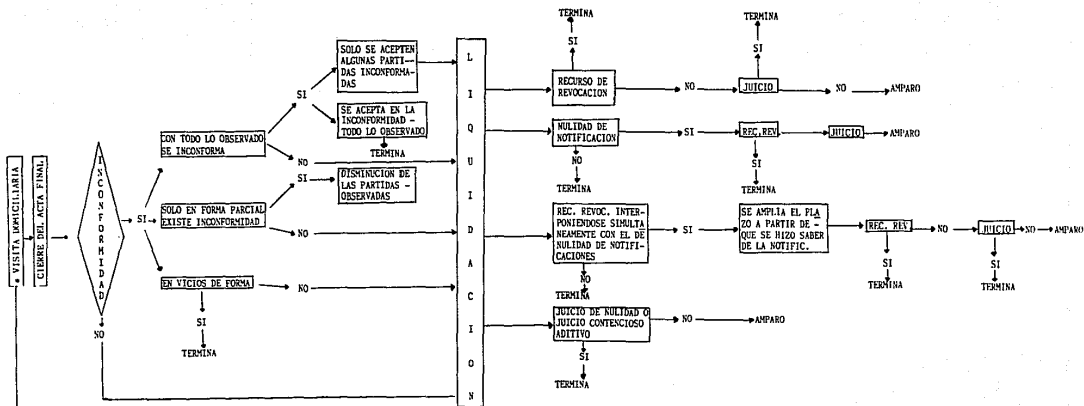 • VISITA DOMICILIARIA
CIERRE DEL ACTA FINAL
INCONFORMIDAD
SI
NO
CON TODO LO OBSERVADO
SE INCONFORMA
SI
SOLO SE ACEPTEN
ALGUNAS PARTI--
DAS INCONFORMA-
DAS
SE ACEPTA EN LA
INCONFORMIDAD -
TODO LO OBSERVADO
TERMINA
NO
SOLO EN FORMA PARCIAL
EXISTE INCONFORMIDAD
SI
DISMINUCION DE
LAS PARTIDAS -
OBSERVADAS
NO
EN VICIOS DE FORMA
NO
SI
TERMINA
LIQUIDACION
TERMINA
SI
RECURSO DE
REVOCACION
NO
TERMINA
SI
JUICIO
NO
AMPARO
NULIDAD DE
NOTIFICACION
NO
TERMINA
SI
REC.REV.
SI
TERMINA
JUICIO
AMPARO
REC. REVOC. INTER-
PONIENDOSE SIMULTA
NEAMENTE CON EL DE
NULIDAD DE NOTIFI-
CACIONES
NO
TERMINA
SI
SE AMPLIA EL PLA
ZO A PARTIR DE -
QUE SE HIZO SABER
DE LA NOTIFIC.
REC. REV.
SI
TERMINA
NO
JUICIO
SI
TERMINA
NO
AMPARO
JUICIO DE NULIDAD O
JUICIO CONTENCIOSO
ADITIVO
SI
TERMINA
NO
AMPARO